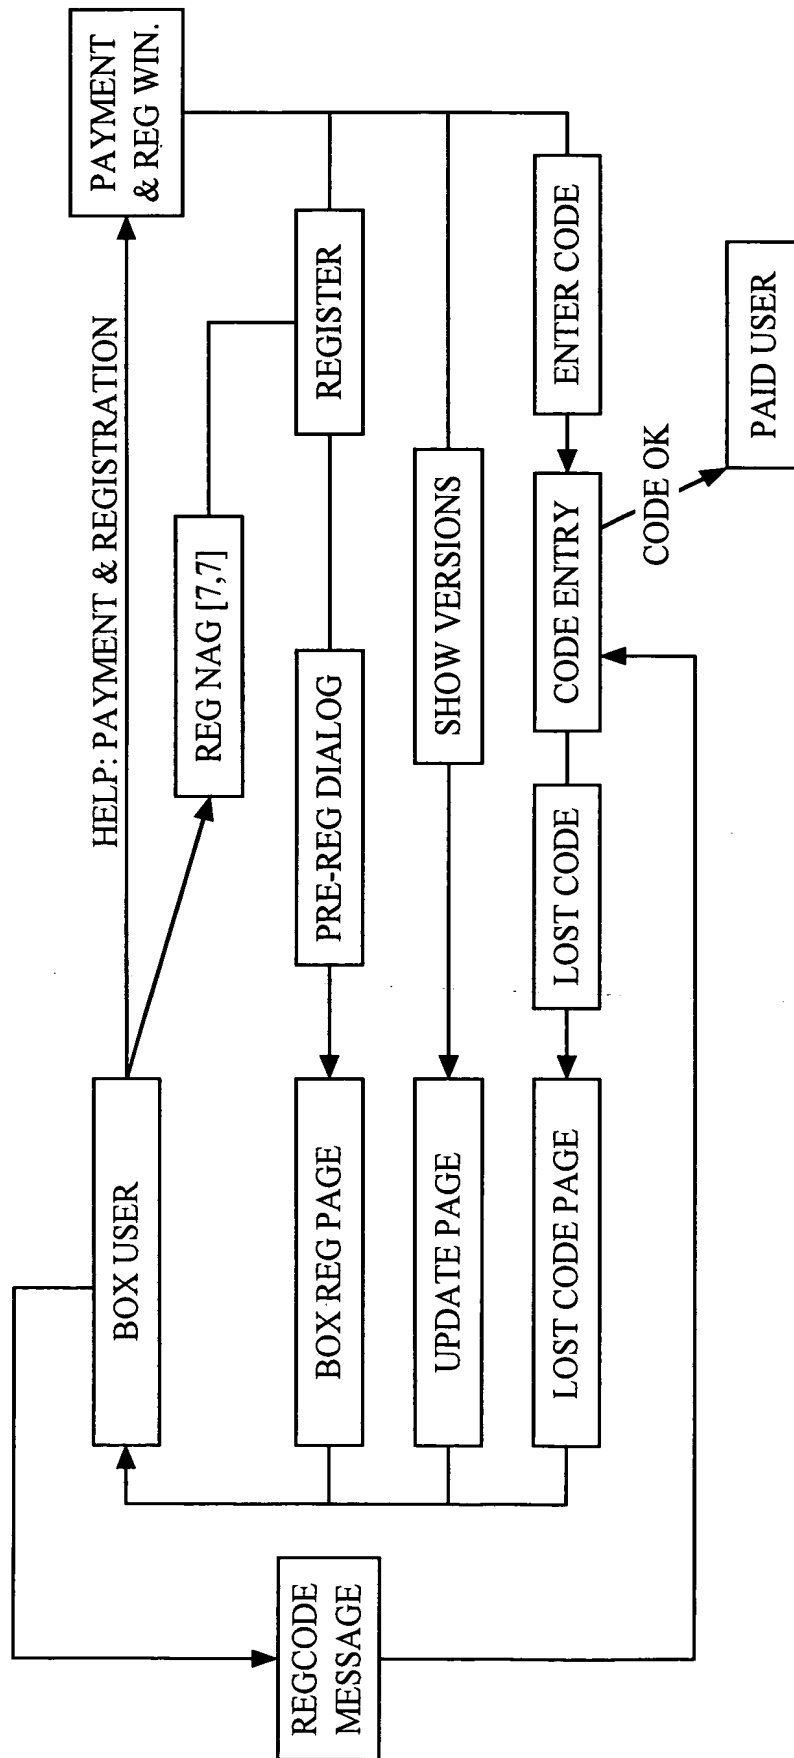 BOX USER
HELP: PAYMENT & REGISTRATION
PAYMENT
& REG WIN.
REG NAG [7,7]
REGCODE
MESSAGE
BOX REG PAGE
PRE-REG DIALOG
REGISTER
UPDATE PAGE
SHOW VERSIONS
LOST CODE PAGE
LOST CODE
CODE ENTRY
ENTER CODE
CODE OK
PAID USER